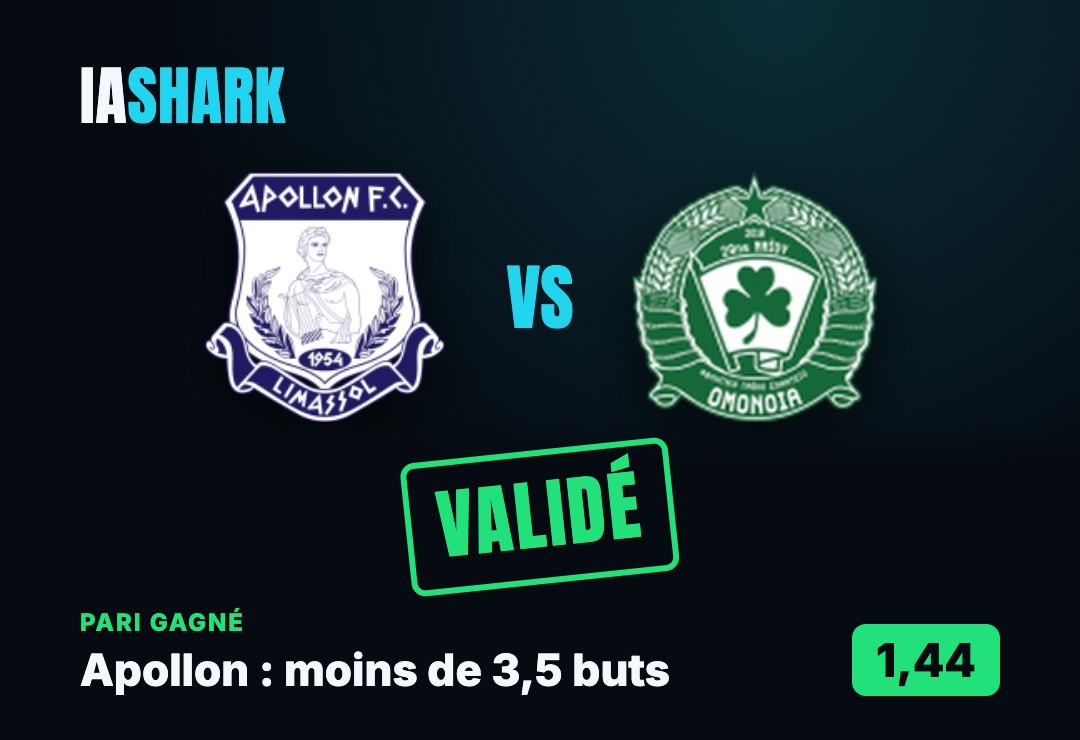 IASHARK
APOLLON F.C.
1954
LIMASSOL
VS
OMONOIA
VALIDÉ
PARI GAGNÉ
Apollon : moins de 3,5 buts
1,44